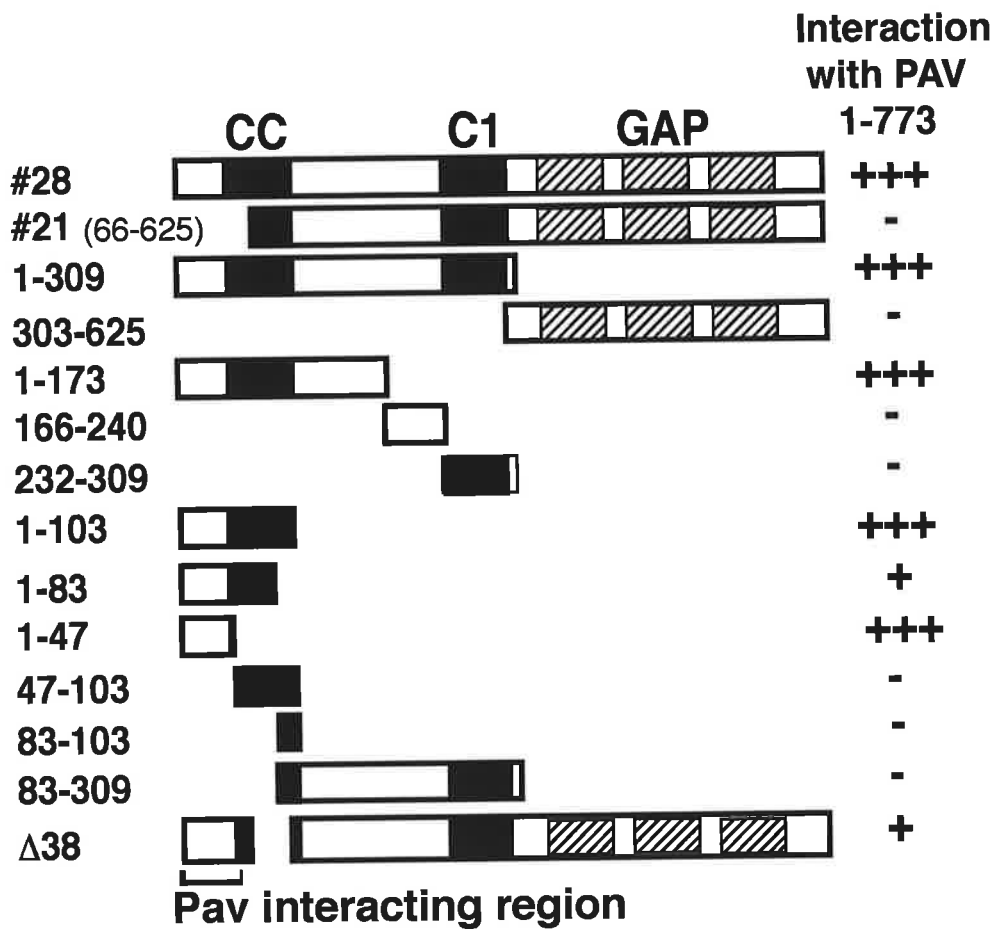 Interaction
with PAV
1-773
CC C1 GAP
#28 +++
#21 (66-625) -
1-309 +++
303-625 -
1-173 +++
166-240 -
232-309 -
1-103 +++
1-83 +
1-47 +++
47-103 -
83-103 -
83-309 -
Δ38 +
Pav interacting region